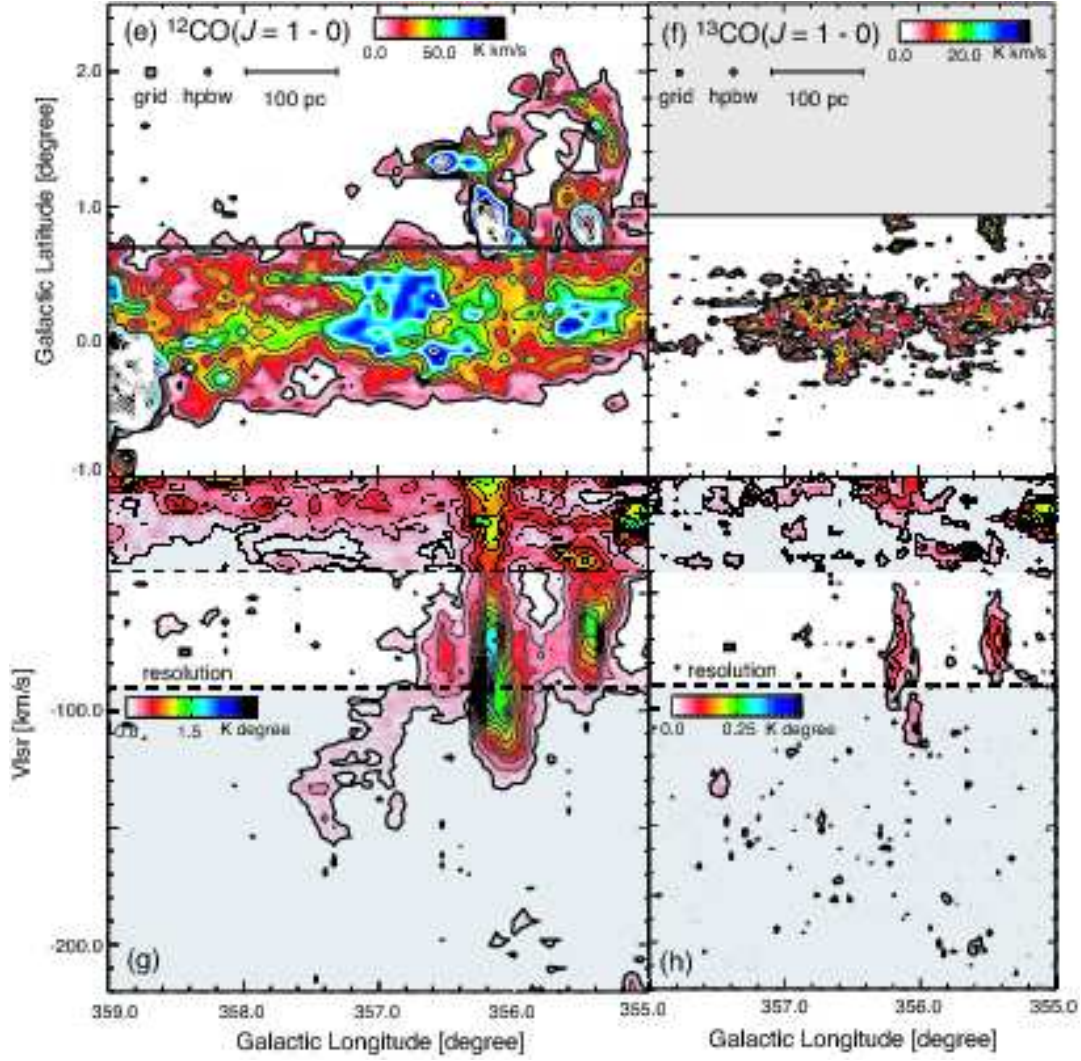 (e) ¹²CO(J = 1 - 0)
0.0 50.0 K km/s
grid hpbw 100 pc
(f) ¹³CO(J = 1 - 0)
0.0 20.0 K km/s
grid hpbw 100 pc
Galactic Latitude [degree]
2.0
1.0
0.0
-1.0
resolution
0.0 1.5 K degree
resolution
0.0 0.25 K degree
Vlsr [km/s]
-100.0
-200.0
(g)
(h)
359.0 358.0 357.0 356.0 355.0
357.0 356.0 355.0
Galactic Longitude [degree]
Galactic Longitude [degree]